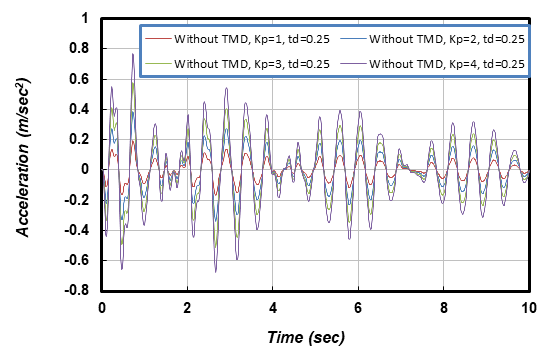 1
0.8
0.6
0.4
0.2
0
-0.2
-0.4
-0.6
-0.8
Acceleration (m/sec2)
Without TMD, Kp=1, td=0.25 Without TMD, Kp=2, td=0.25
Without TMD, Kp=3, td=0.25 Without TMD, Kp=4, td=0.25
0 2 4 6 8 10
Time (sec)